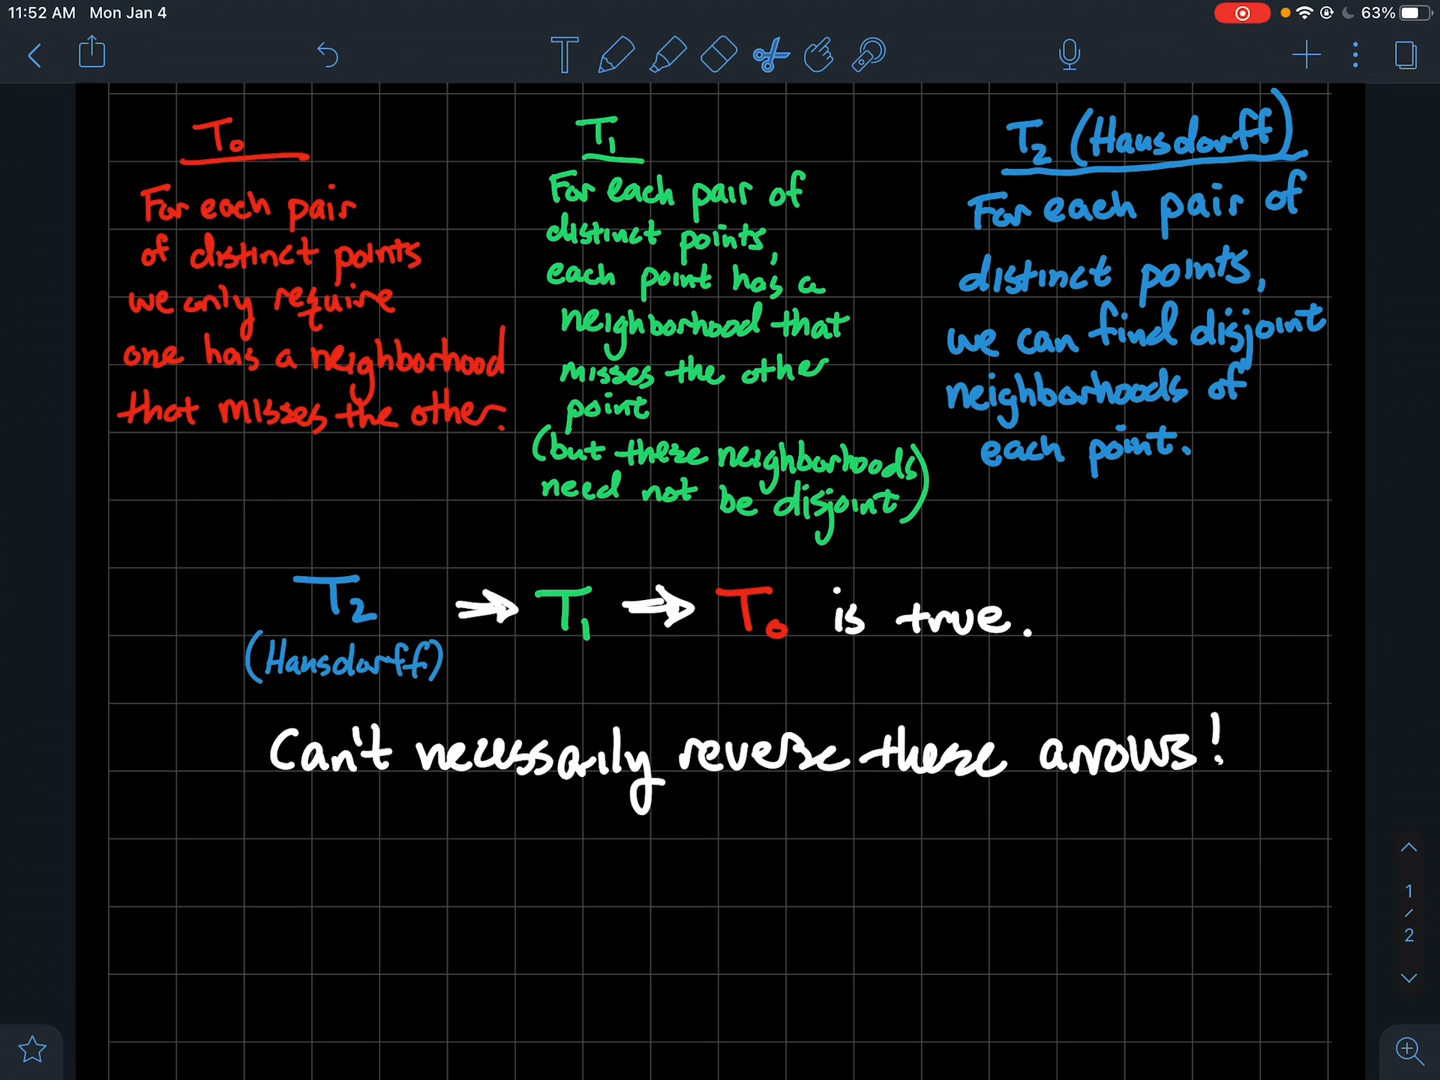 11:52 AM Mon Jan 4
63%
T₀
For each pair
of distinct points
we only require
one has a neighborhood
that misses the other.
T₁
For each pair of
distinct points,
each point has a
neighborhood that
misses the other
point
(but these neighborhoods
need not be disjoint)
T₂ (Hausdorff)
For each pair of
distinct points,
we can find disjoint
neighborhoods of
each point.
T₂ ⇒ T₁ ⇒ T₀ is true.
(Hausdorff)
Can't necessarily reverse these arrows!
1
/
2